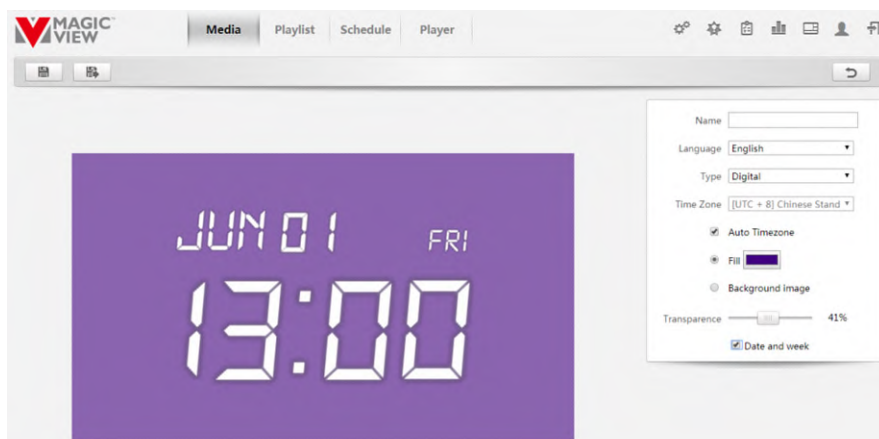 MAGIC™
VIEW
Media Playlist Schedule Player
Name
Language English
Type Digital
Time Zone [UTC + 8] Chinese Stand
Auto Timezone
Fill
Background image
Transparence 41%
Date and week
JUN 01 FRI
13:00